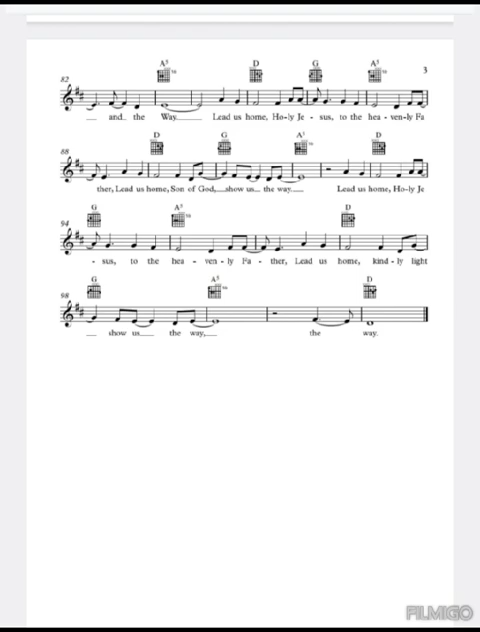 82 A5 D G A5 3
and the Way. Lead us home, Ho-ly Je - sus, to the hea-ven-ly Fa
88 D G A5 D
ther, Lead us home, Son of God, show us the way. Lead us home, Ho-ly Je
94 G A5 D
- sus, to the hea - ven - ly Fa - ther, Lead us home, kind-ly light
98 G A5 D
show us the way, the way.
FILMIGO